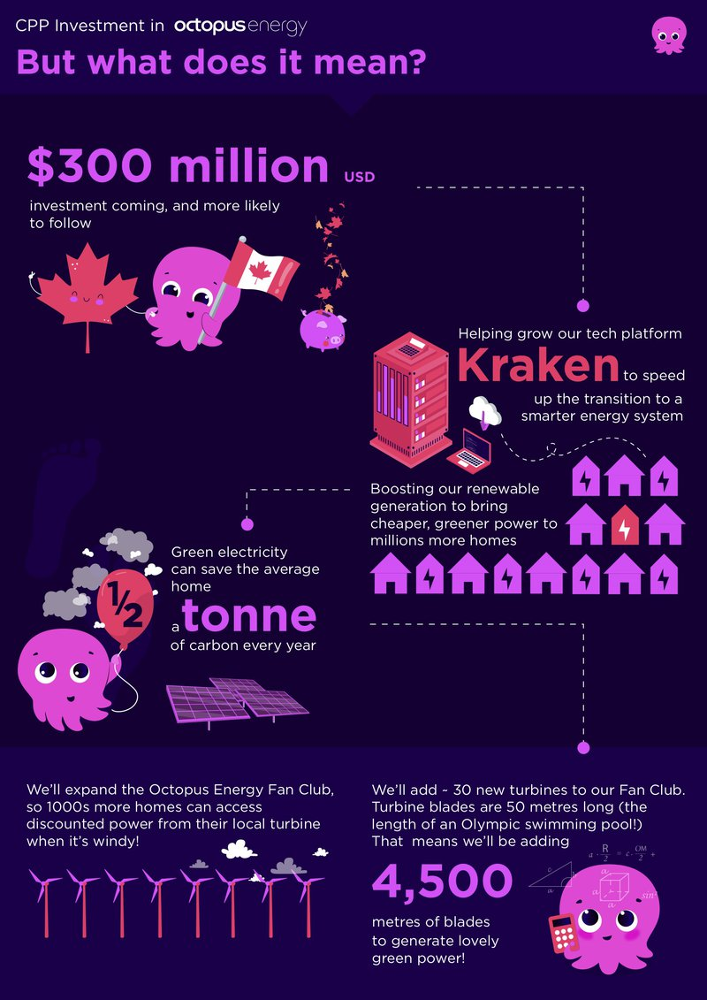 CPP Investment in octopusenergy
But what does it mean?
$300 million USD
investment coming, and more likely
to follow
Helping grow our tech platform
Kraken to speed
up the transition to a
smarter energy system
Boosting our renewable
generation to bring
cheaper, greener power to
millions more homes
Green electricity
can save the average
home
1/2
a tonne
of carbon every year
We'll expand the Octopus Energy Fan Club,
so 1000s more homes can access
discounted power from their local turbine
when it's windy!
We'll add ~ 30 new turbines to our Fan Club.
Turbine blades are 50 metres long (the
length of an Olympic swimming pool!)
That means we'll be adding
4,500
metres of blades
to generate lovely
green power!